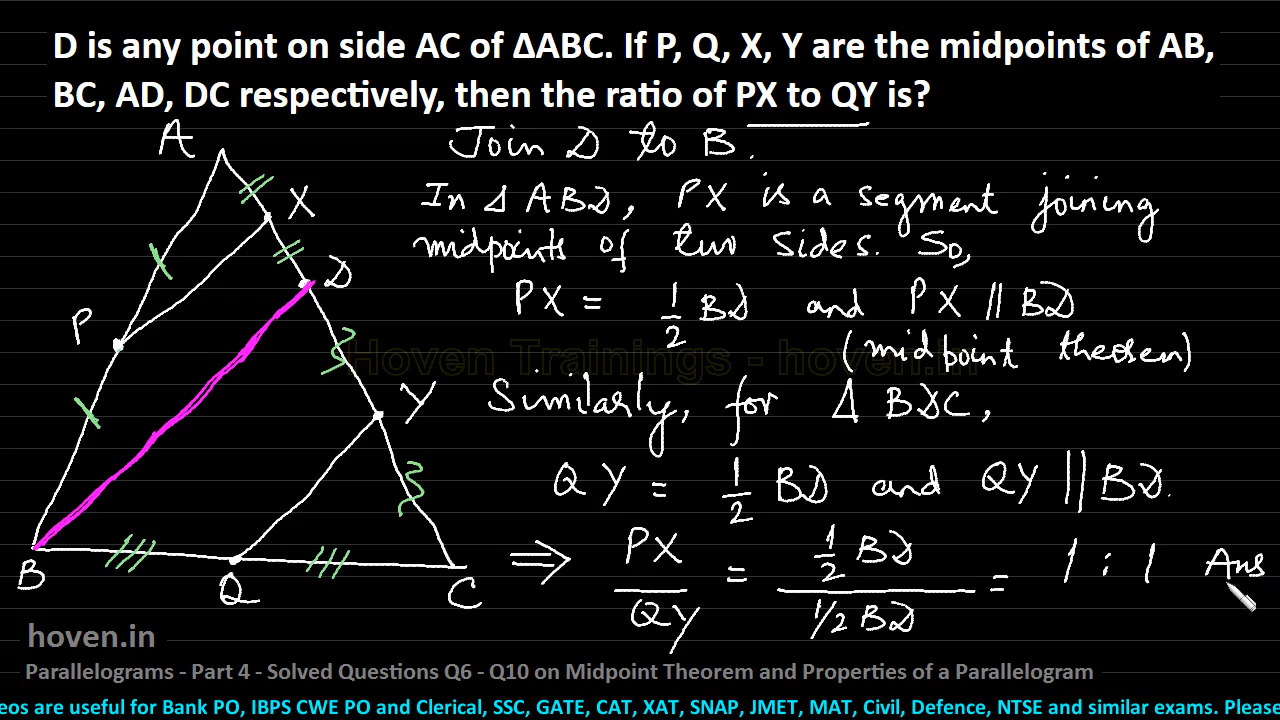 D is any point on side AC of ΔABC. If P, Q, X, Y are the midpoints of AB,
BC, AD, DC respectively, then the ratio of PX to QY is?
A
Join D to B.
X
In Δ ABD, PX is a segment joining
midpoints of two sides. So,
D
PX = 1/2 BD and PX || BD
P
(midpoint theorem)
Hoven Trainings - hoven.in
Y
Similarly, for Δ BDC,
QY = 1/2 BD and QY || BD.
B
Q
C
⇒ PX/QY = 1/2 BD / 1/2 BD = 1 : 1 Ans
hoven.in
Parallelograms - Part 4 - Solved Questions Q6 - Q10 on Midpoint Theorem and Properties of a Parallelogram
eos are useful for Bank PO, IBPS CWE PO and Clerical, SSC, GATE, CAT, XAT, SNAP, JMET, MAT, Civil, Defence, NTSE and similar exams. Please